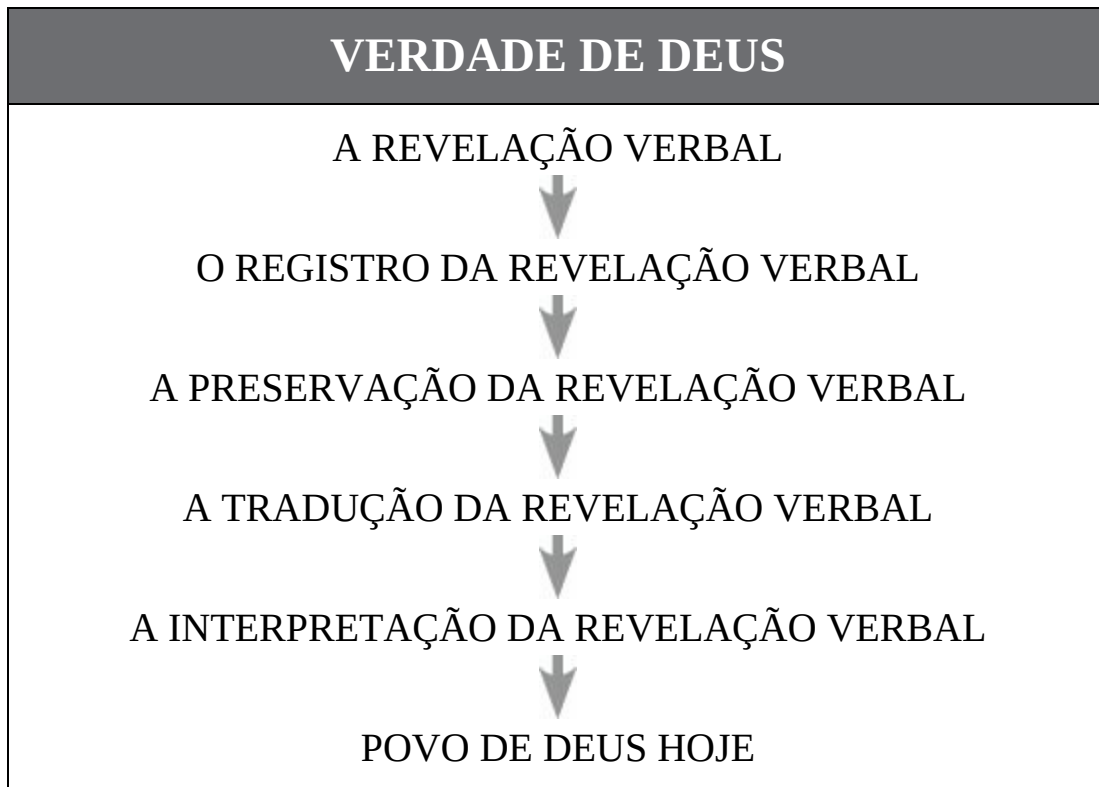 VERDADE DE DEUS
A REVELAÇÃO VERBAL
O REGISTRO DA REVELAÇÃO VERBAL
A PRESERVAÇÃO DA REVELAÇÃO VERBAL
A TRADUÇÃO DA REVELAÇÃO VERBAL
A INTERPRETAÇÃO DA REVELAÇÃO VERBAL
POVO DE DEUS HOJE